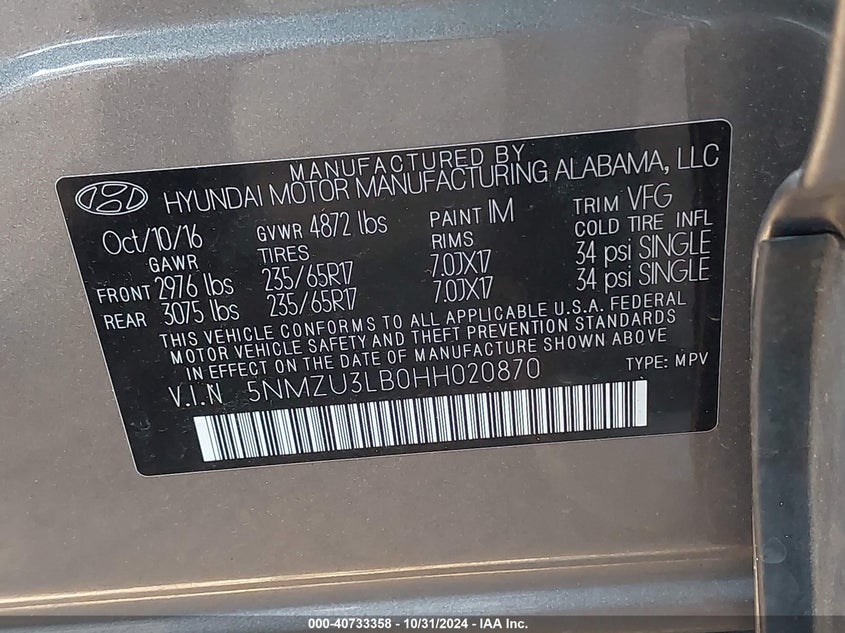 MANUFACTURED BY
HYUNDAI MOTOR MANUFACTURING ALABAMA, LLC
Oct/10/16 GVWR 4872 lbs PAINT IM TRIM VFG
GAWR TIRES RIMS COLD TIRE INFL
FRONT 2976 lbs 235/65R17 7.0JX17 34 psi SINGLE
REAR 3075 lbs 235/65R17 7.0JX17 34 psi SINGLE
THIS VEHICLE CONFORMS TO ALL APPLICABLE U.S.A. FEDERAL
MOTOR VEHICLE SAFETY AND THEFT PREVENTION STANDARDS
IN EFFECT ON THE DATE OF MANUFACTURE SHOWN ABOVE
V.I.N 5NMZU3LB0HH020870 TYPE: MPV
000-40733358 - 10/31/2024 - IAA Inc.